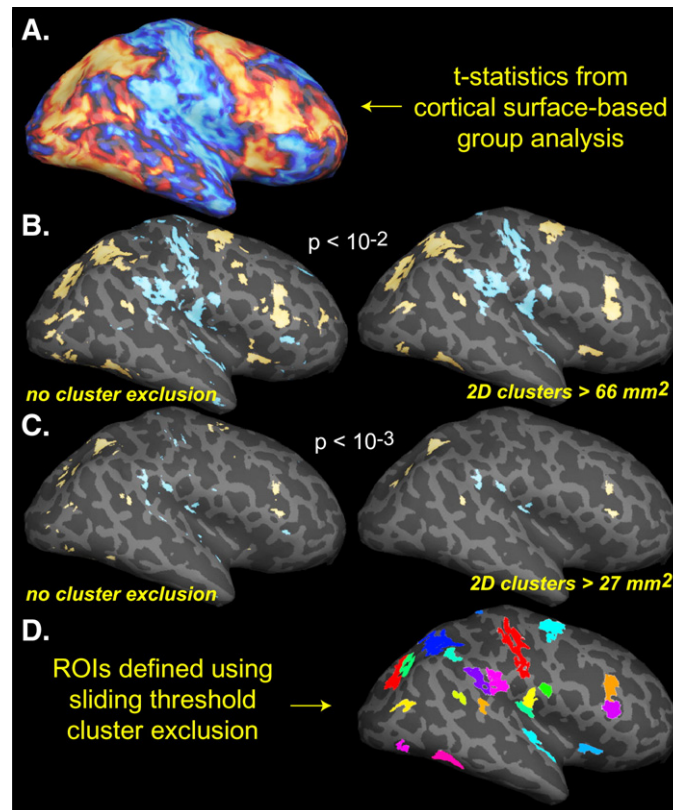 A.
t-statistics from
cortical surface-based
group analysis
B.
p < 10-2
no cluster exclusion
2D clusters > 66 mm2
C.
p < 10-3
no cluster exclusion
2D clusters > 27 mm2
D.
ROIs defined using
sliding threshold
cluster exclusion